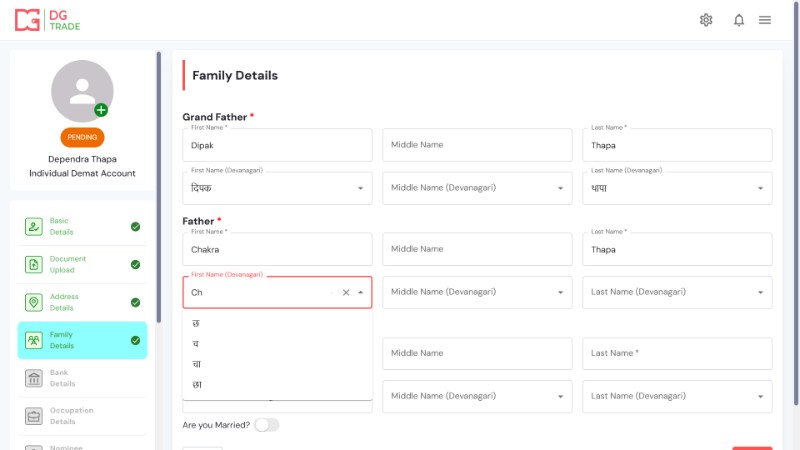 DG
TRADE
PENDING
Dependra Thapa
Individual Demat Account
Basic
Details
Document
Upload
Address
Details
Family
Details
Bank
Details
Occupation
Details
Nominee
Family Details
Grand Father *
First Name *
Dipak
Middle Name
Last Name *
Thapa
First Name (Devanagari)
दिपक
Middle Name (Devanagari)
Last Name (Devanagari)
थापा
Father *
First Name *
Chakra
Middle Name
Last Name *
Thapa
First Name (Devanagari)
Ch
Middle Name (Devanagari)
Last Name (Devanagari)
छ
च
चा
छा
Middle Name
Last Name *
Middle Name (Devanagari)
Last Name (Devanagari)
Are you Married?